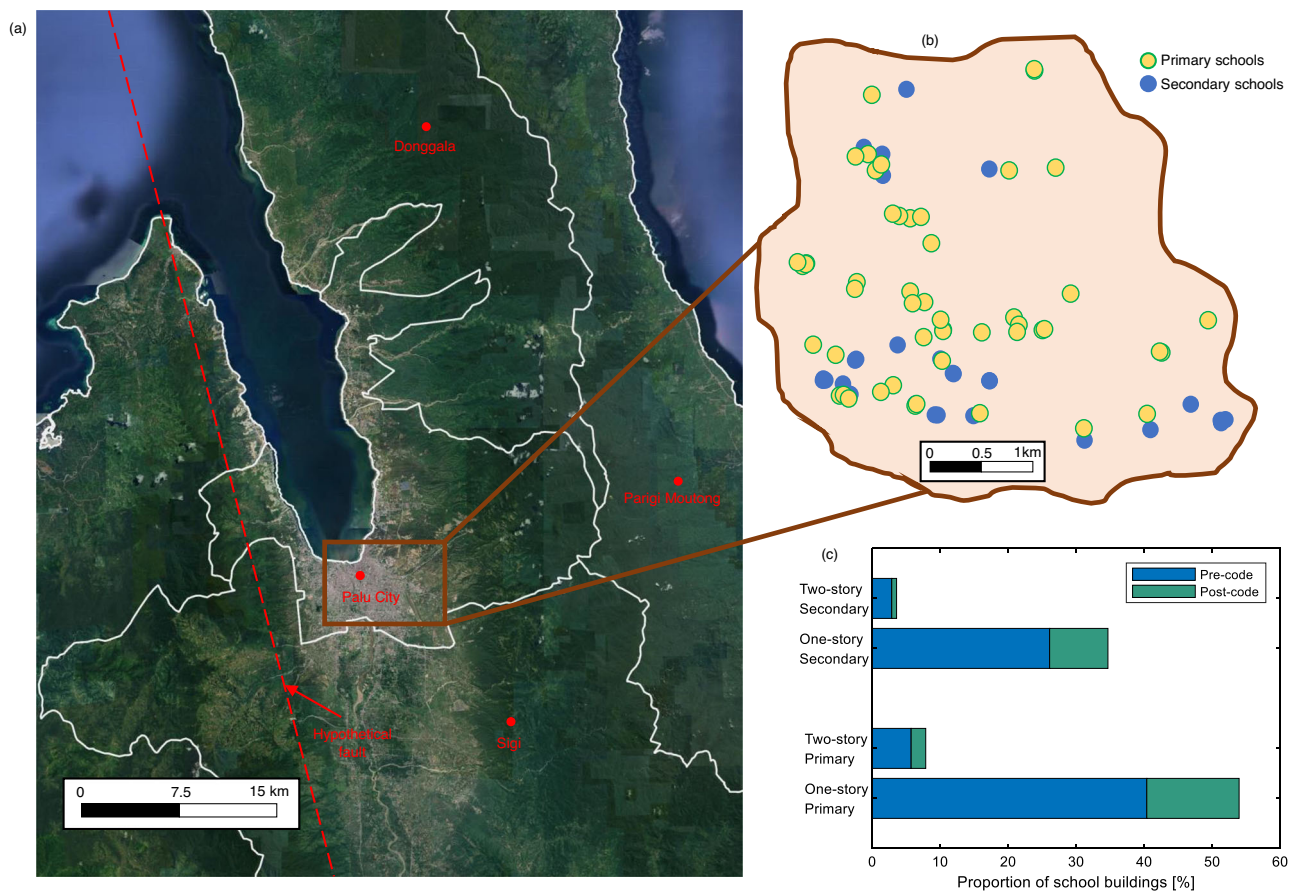 (a)
Donggala
Parigi Moutong
Palu City
Hypothetical
fault
Sigi
0 7.5 15 km
(b)
Primary schools
Secondary schools
0 0.5 1km
(c)
Pre-code
Post-code
Two-story
Secondary
One-story
Secondary
Two-story
Primary
One-story
Primary
0 10 20 30 40 50 60
Proportion of school buildings [%]